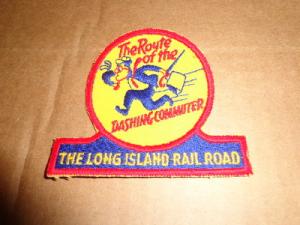 The Route
of the
DASHING COMMUTER
THE LONG ISLAND RAIL ROAD